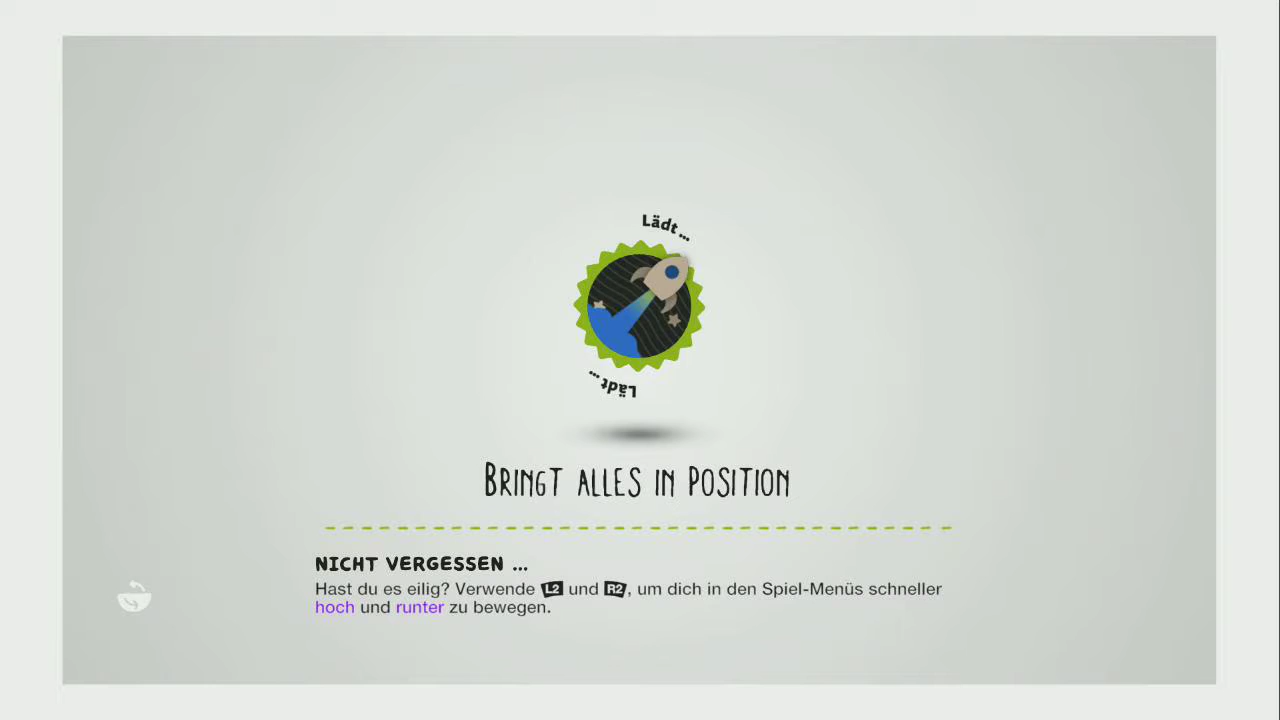 Lädt ...
Lädt ...
BRINGT ALLES IN POSITION
NICHT VERGESSEN ...
Hast du es eilig? Verwende L2 und R2, um dich in den Spiel-Menüs schneller
hoch und runter zu bewegen.